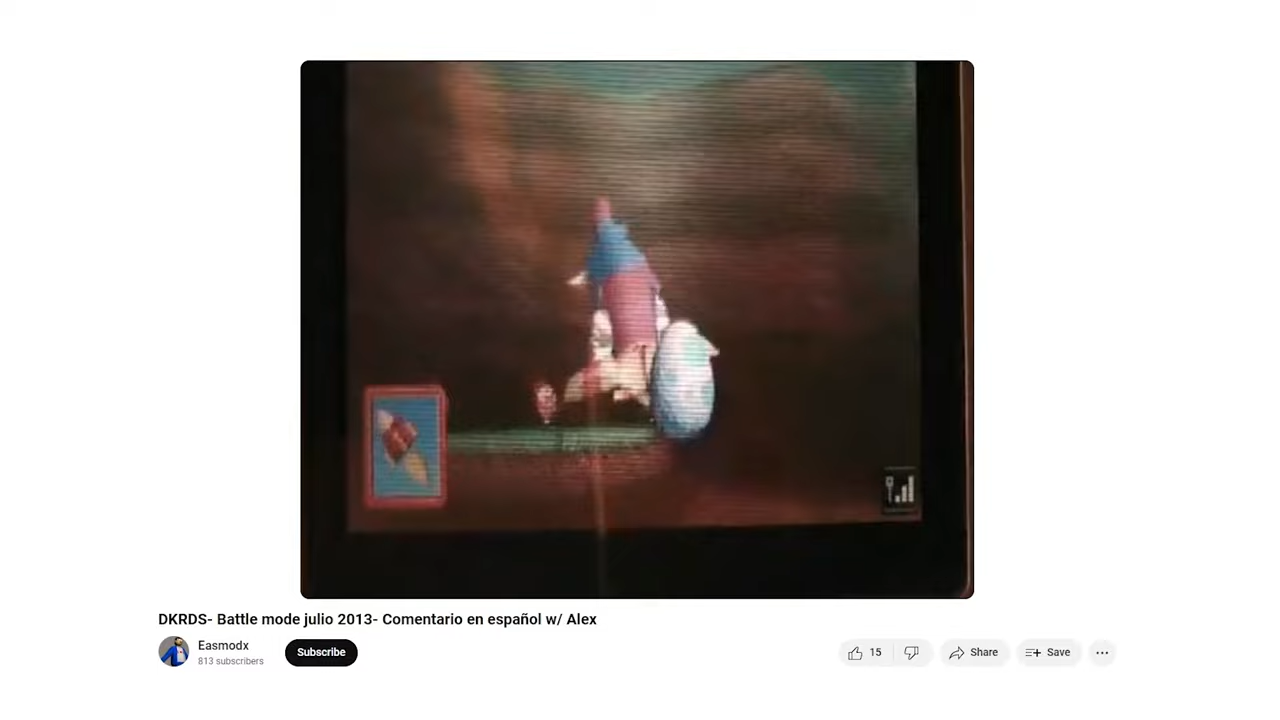 DKRDS- Battle mode julio 2013- Comentario en español w/ Alex
Easmodx
813 subscribers
Subscribe
15
Share
Save